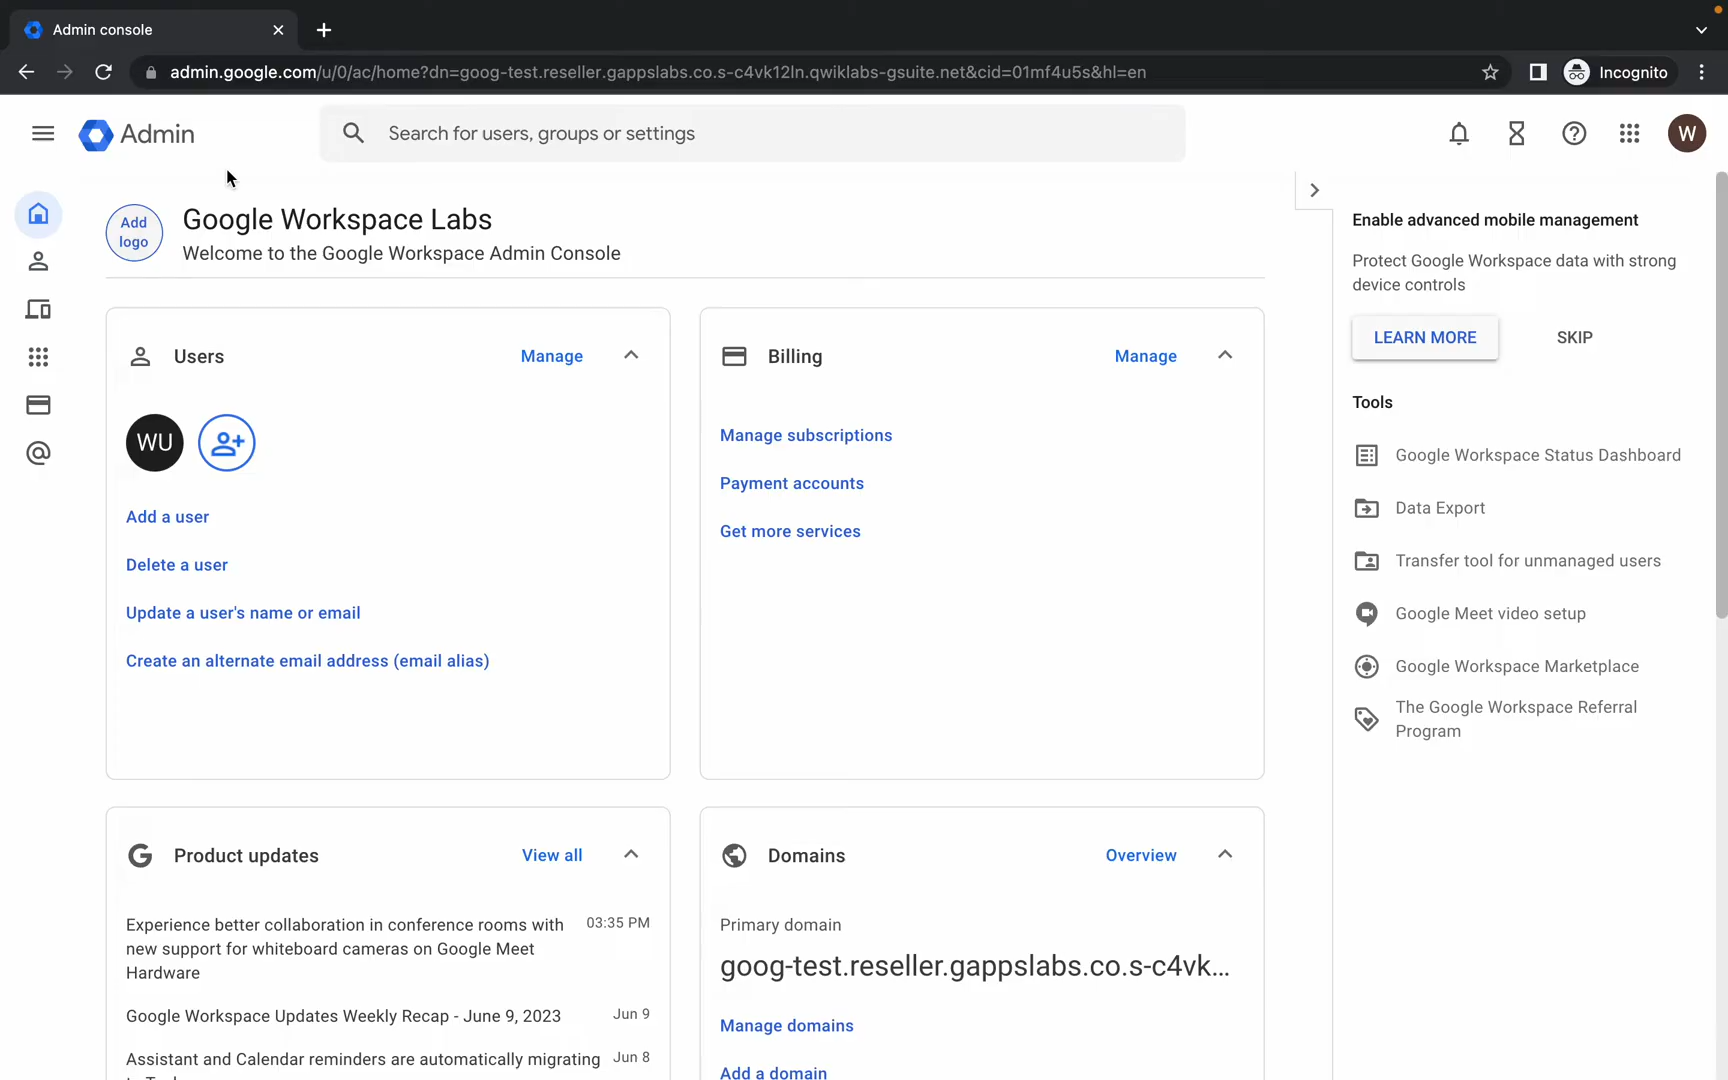 Admin console
admin.google.com/u/0/ac/home?dn=goog-test.reseller.gappslabs.co.s-c4vk12ln.qwiklabs-gsuite.net&cid=01mf4u5s&hl=en
Incognito
Admin
Search for users, groups or settings
W
Add
logo
Google Workspace Labs
Welcome to the Google Workspace Admin Console
Users
Manage
WU
Add a user
Delete a user
Update a user's name or email
Create an alternate email address (email alias)
Billing
Manage
Manage subscriptions
Payment accounts
Get more services
Product updates
View all
Experience better collaboration in conference rooms with
03:35 PM
new support for whiteboard cameras on Google Meet
Hardware
Google Workspace Updates Weekly Recap - June 9, 2023
Jun 9
Assistant and Calendar reminders are automatically migrating
Jun 8
Domains
Overview
Primary domain
goog-test.reseller.gappslabs.co.s-c4vk...
Manage domains
Add a domain
Enable advanced mobile management
Protect Google Workspace data with strong
device controls
LEARN MORE
SKIP
Tools
Google Workspace Status Dashboard
Data Export
Transfer tool for unmanaged users
Google Meet video setup
Google Workspace Marketplace
The Google Workspace Referral
Program